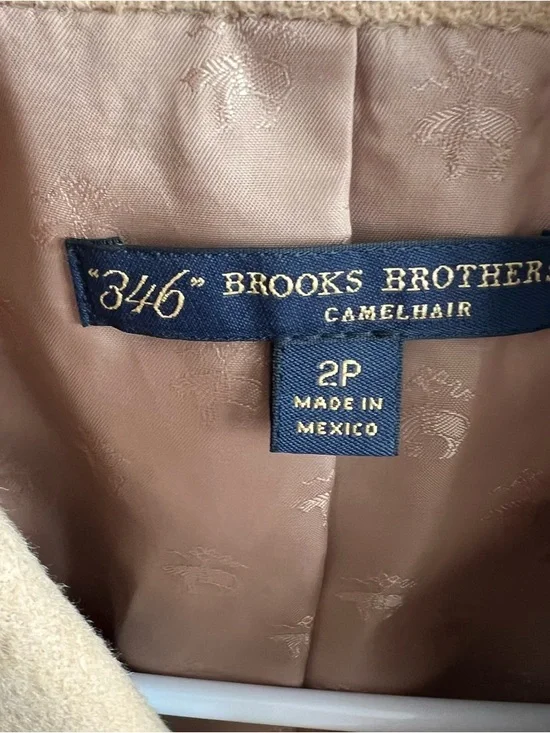 "346" BROOKS BROTHERS
CAMELHAIR
2P
MADE IN
MEXICO